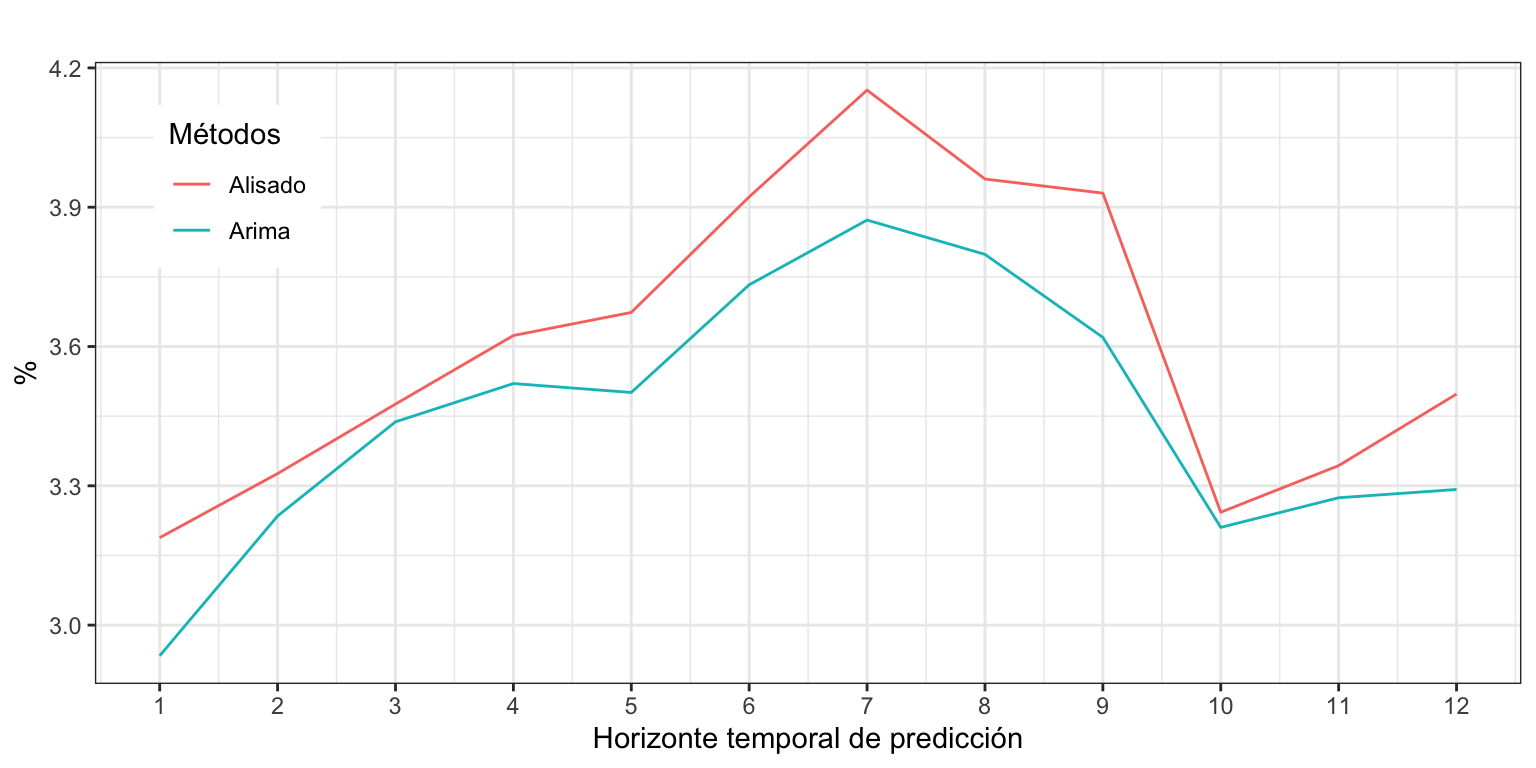 4.2
3.9
3.6
3.3
3.0
%
Métodos
Alisado
Arima
1 2 3 4 5 6 7 8 9 10 11 12
Horizonte temporal de predicción